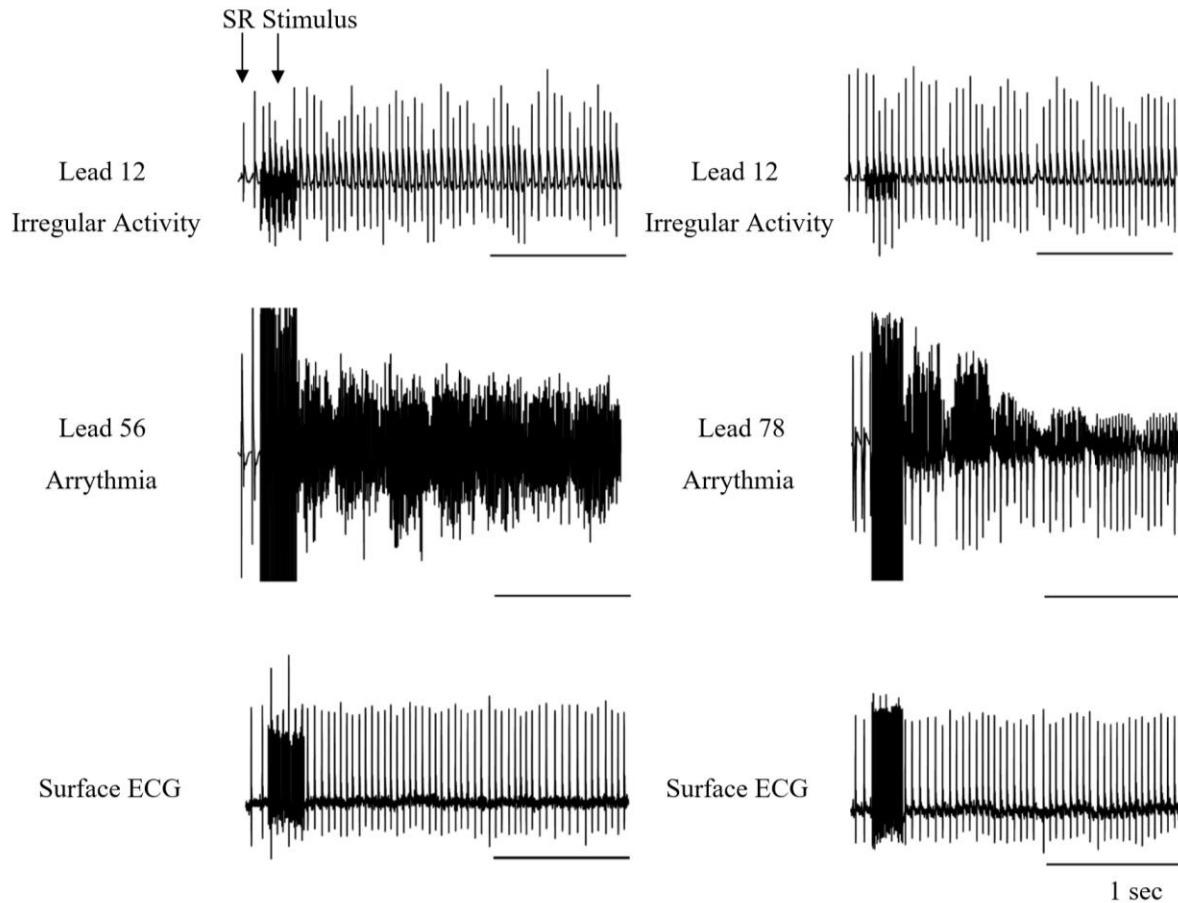 SR Stimulus
Lead 12
Irregular Activity
Lead 12
Irregular Activity
Lead 56
Arrythmia
Lead 78
Arrythmia
Surface ECG
Surface ECG
1 sec